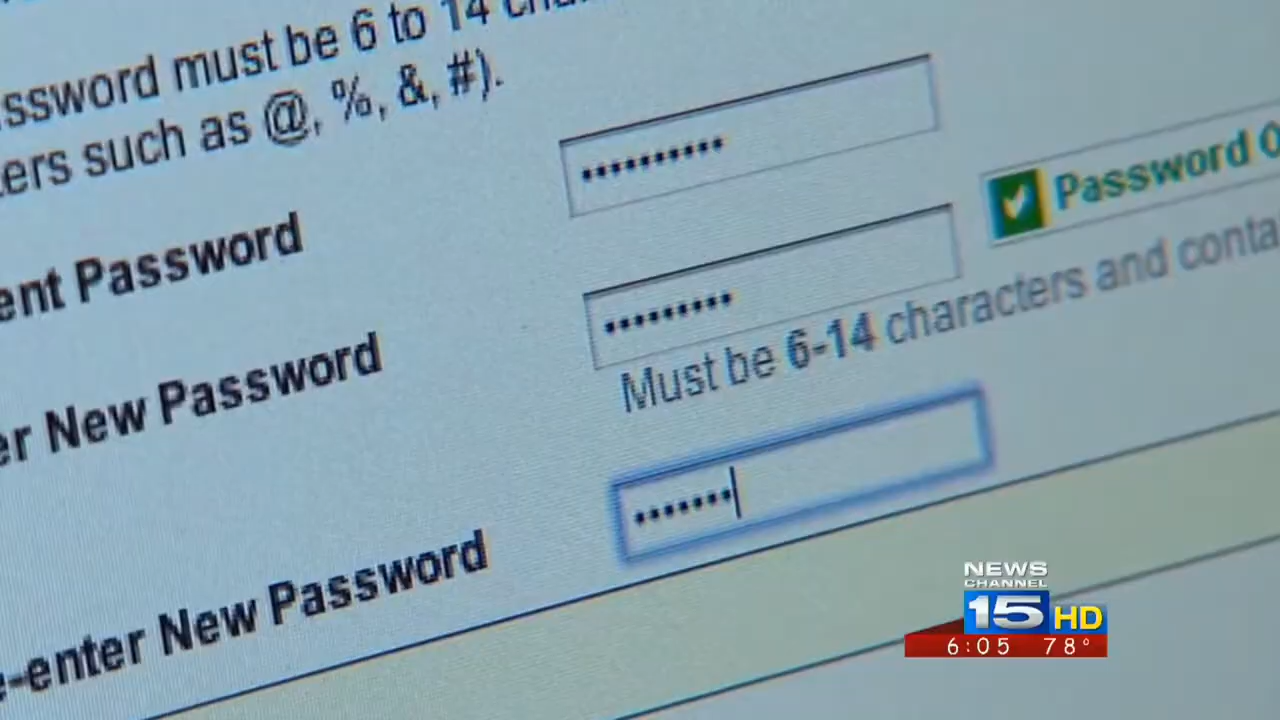 ssword must be 6 to 14
ers such as @, %, &, #).
ent Password
••••••••••
Password
er New Password
•••••••••
Must be 6-14 characters and conta
-enter New Password
•••••••
NEWS
CHANNEL
15 HD
6:05 78°